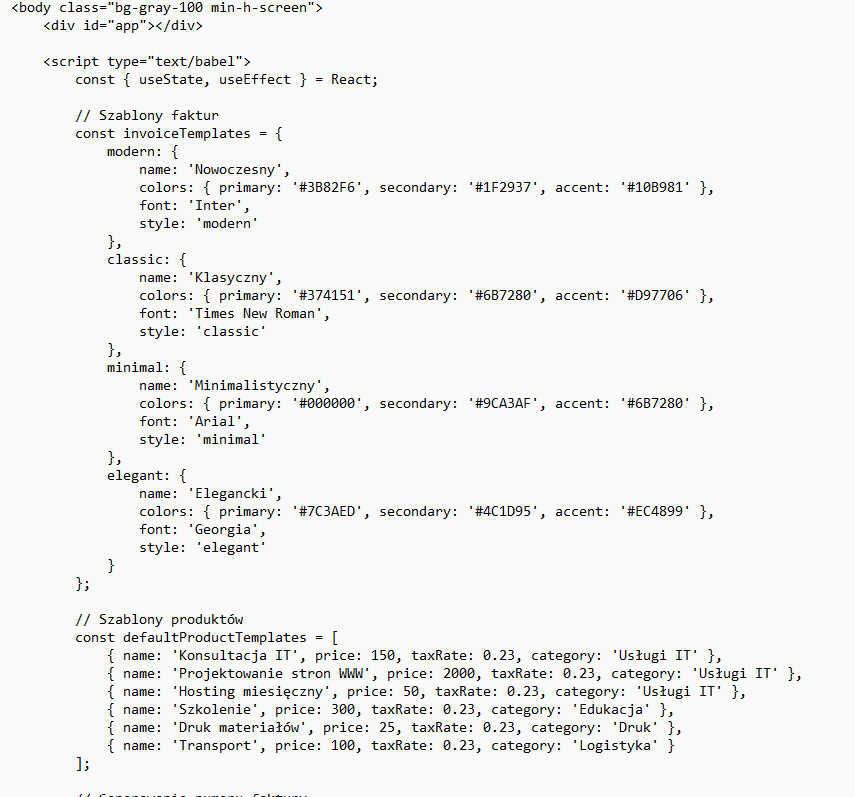 <body class="bg-gray-100 min-h-screen">
    <div id="app"></div>

    <script type="text/babel">
        const { useState, useEffect } = React;

        // Szablony faktur
        const invoiceTemplates = {
            modern: {
                name: 'Nowoczesny',
                colors: { primary: '#3B82F6', secondary: '#1F2937', accent: '#10B981' },
                font: 'Inter',
                style: 'modern'
            },
            classic: {
                name: 'Klasyczny',
                colors: { primary: '#374151', secondary: '#6B7280', accent: '#D97706' },
                font: 'Times New Roman',
                style: 'classic'
            },
            minimal: {
                name: 'Minimalistyczny',
                colors: { primary: '#000000', secondary: '#9CA3AF', accent: '#6B7280' },
                font: 'Arial',
                style: 'minimal'
            },
            elegant: {
                name: 'Elegancki',
                colors: { primary: '#7C3AED', secondary: '#4C1D95', accent: '#EC4899' },
                font: 'Georgia',
                style: 'elegant'
            }
        };

        // Szablony produktów
        const defaultProductTemplates = [
            { name: 'Konsultacja IT', price: 150, taxRate: 0.23, category: 'Usługi IT' },
            { name: 'Projektowanie stron WWW', price: 2000, taxRate: 0.23, category: 'Usługi IT' },
            { name: 'Hosting miesięczny', price: 50, taxRate: 0.23, category: 'Usługi IT' },
            { name: 'Szkolenie', price: 300, taxRate: 0.23, category: 'Edukacja' },
            { name: 'Druk materiałów', price: 25, taxRate: 0.23, category: 'Druk' },
            { name: 'Transport', price: 100, taxRate: 0.23, category: 'Logistyka' }
        ];